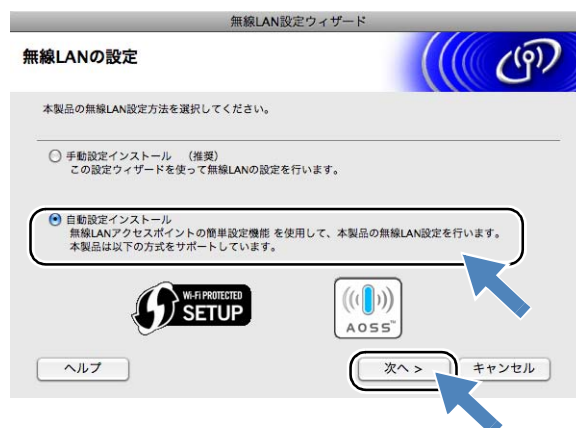 無線LAN設定ウィザード
無線LANの設定
本製品の無線LAN設定方法を選択してください。
手動設定インストール （推奨）
この設定ウィザードを使って無線LANの設定を行います。
自動設定インストール
無線LANアクセスポイントの簡単設定機能 を使用して、本製品の無線LAN設定を行います。
本製品は以下の方式をサポートしています。
Wi-Fi PROTECTED
SETUP
AOSS™
ヘルプ
次へ >
キャンセル